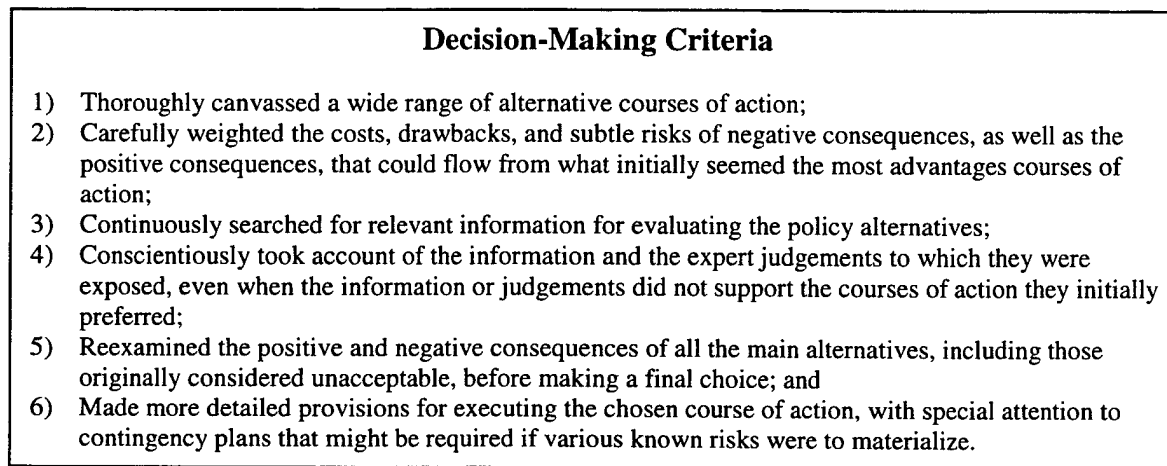 Decision-Making Criteria
1) Thoroughly canvassed a wide range of alternative courses of action;
2) Carefully weighted the costs, drawbacks, and subtle risks of negative consequences, as well as the
positive consequences, that could flow from what initially seemed the most advantages courses of
action;
3) Continuously searched for relevant information for evaluating the policy alternatives;
4) Conscientiously took account of the information and the expert judgements to which they were
exposed, even when the information or judgements did not support the courses of action they initially
preferred;
5) Reexamined the positive and negative consequences of all the main alternatives, including those
originally considered unacceptable, before making a final choice; and
6) Made more detailed provisions for executing the chosen course of action, with special attention to
contingency plans that might be required if various known risks were to materialize.